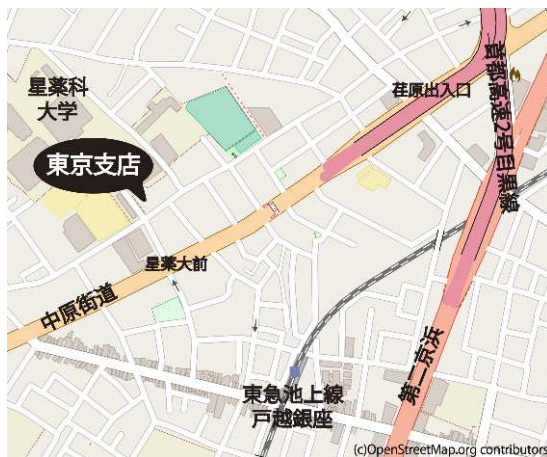 星薬科
大学
荏原出入口
首都高速2号目黒線
東京支店
星薬大前
中原街道
第二京浜
東急池上線
戸越銀座
(c)OpenStreetMap.org contributors